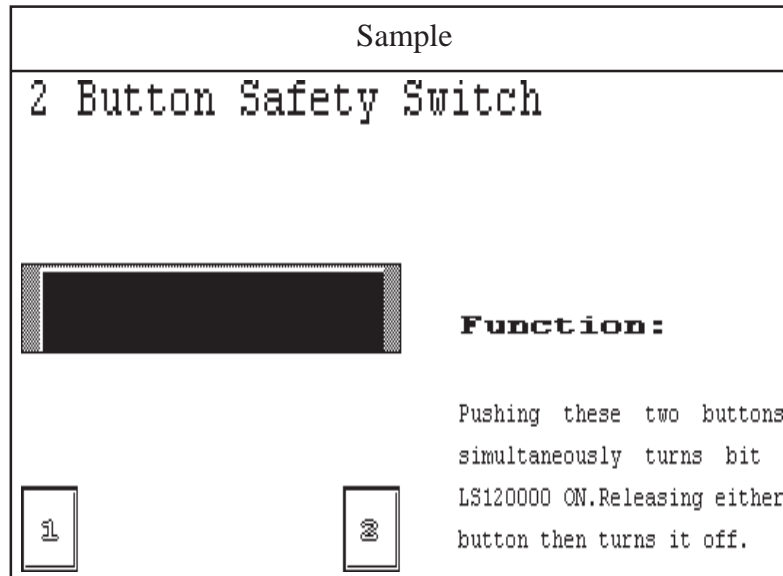 Sample
2 Button Safety Switch
Function:
Pushing these two buttons
simultaneously turns bit
LS120000 ON.Releasing either
button then turns it off.
1
2